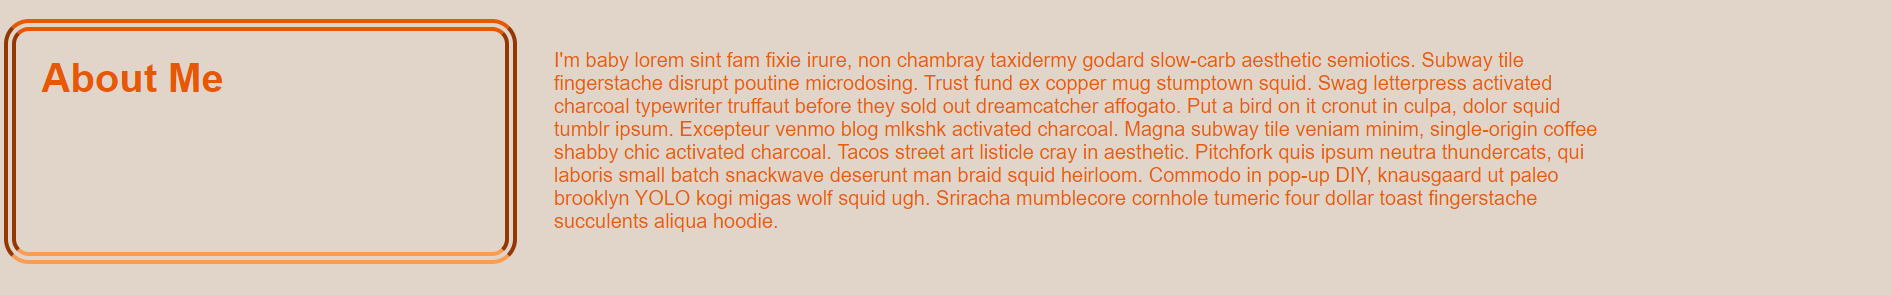 About Me
I'm baby lorem sint fam fixie irure, non chambray taxidermy godard slow-carb aesthetic semiotics. Subway tile
fingerstache disrupt poutine microdosing. Trust fund ex copper mug stumptown squid. Swag letterpress activated
charcoal typewriter truffaut before they sold out dreamcatcher affogato. Put a bird on it cronut in culpa, dolor squid
tumblr ipsum. Excepteur venmo blog mlkshk activated charcoal. Magna subway tile veniam minim, single-origin coffee
shabby chic activated charcoal. Tacos street art listicle cray in aesthetic. Pitchfork quis ipsum neutra thundercats, qui
laboris small batch snackwave deserunt man braid squid heirloom. Commodo in pop-up DIY, knausgaard ut paleo
brooklyn YOLO kogi migas wolf squid ugh. Sriracha mumblecore cornhole tumeric four dollar toast fingerstache
succulents aliqua hoodie.